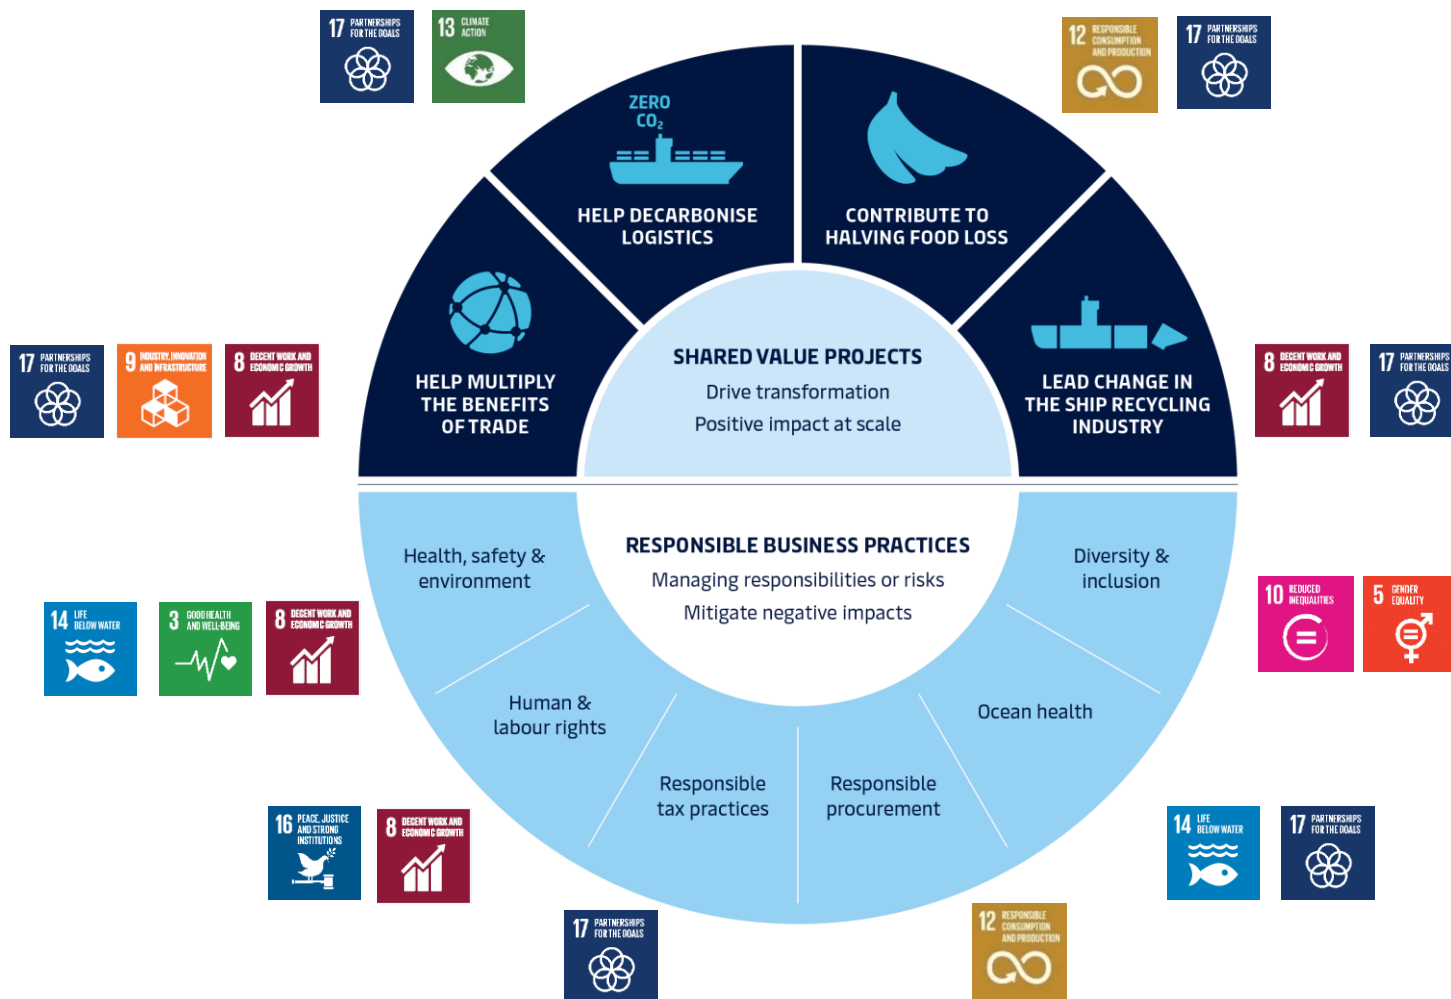 17 PARTNERSHIPS
FOR THE GOALS
13 CLIMATE
ACTION
12 RESPONSIBLE
CONSUMPTION
AND PRODUCTION
17 PARTNERSHIPS
FOR THE GOALS
ZERO
CO₂
HELP DECARBONISE
LOGISTICS
CONTRIBUTE TO
HALVING FOOD LOSS
17 PARTNERSHIPS
FOR THE GOALS
9 INDUSTRY, INNOVATION
AND INFRASTRUCTURE
8 DECENT WORK AND
ECONOMIC GROWTH
HELP MULTIPLY
THE BENEFITS
OF TRADE
SHARED VALUE PROJECTS
Drive transformation
Positive impact at scale
LEAD CHANGE IN
THE SHIP RECYCLING
INDUSTRY
8 DECENT WORK AND
ECONOMIC GROWTH
17 PARTNERSHIPS
FOR THE GOALS
RESPONSIBLE BUSINESS PRACTICES
Managing responsibilities or risks
Mitigate negative impacts
Health, safety &
environment
Diversity &
inclusion
14 LIFE
BELOW WATER
3 GOOD HEALTH
AND WELL-BEING
8 DECENT WORK AND
ECONOMIC GROWTH
10 REDUCED
INEQUALITIES
5 GENDER
EQUALITY
Human &
labour rights
Ocean health
Responsible
tax practices
Responsible
procurement
16 PEACE, JUSTICE
AND STRONG
INSTITUTIONS
8 DECENT WORK AND
ECONOMIC GROWTH
14 LIFE
BELOW WATER
17 PARTNERSHIPS
FOR THE GOALS
17 PARTNERSHIPS
FOR THE GOALS
12 RESPONSIBLE
CONSUMPTION
AND PRODUCTION